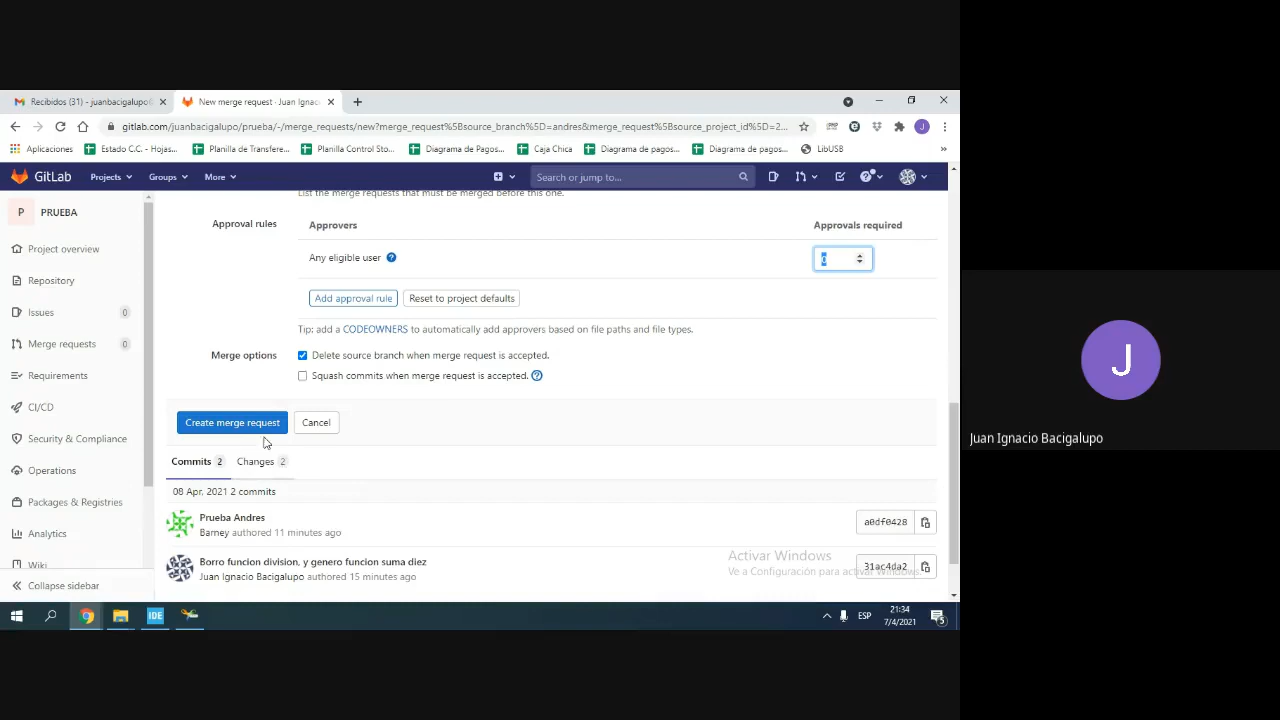 Recibidos (31) - juanbacigalupo@
New merge request · Juan Ignac
gitlab.com/juanbacigalupo/prueba/-/merge_requests/new?merge_request%5Bsource_branch%5D=andres&merge_request%5Bsource_project_id%5D=2...
Aplicaciones
Estado C.C. - Hojas...
Planilla de Transfere...
Planilla Control Sto...
Diagrama de Pagos...
Caja Chica
Diagrama de pagos...
Diagrama de pago...
LibUSB
»
GitLab
Projects
Groups
More
Search or jump to...
P PRUEBA
Project overview
Repository
Issues 0
Merge requests 0
Requirements
CI/CD
Security & Compliance
Operations
Packages & Registries
Analytics
Wiki
Collapse sidebar
List the merge requests that must be merged before this one.
Approval rules
Approvers
Approvals required
Any eligible user
0
Add approval rule
Reset to project defaults
Tip: add a CODEOWNERS to automatically add approvers based on file paths and file types.
Merge options
Delete source branch when merge request is accepted.
Squash commits when merge request is accepted.
Create merge request
Cancel
Commits 2
Changes 2
08 Apr, 2021 2 commits
Prueba Andres
Barney authored 11 minutes ago
a0df0428
Borro funcion division, y genero funcion suma diez
Juan Ignacio Bacigalupo authored 15 minutes ago
31ac4da2
Activar Windows
Ve a Configuración para activar Windows.
IDE
ESP
21:34
7/4/2021
5
J
Juan Ignacio Bacigalupo